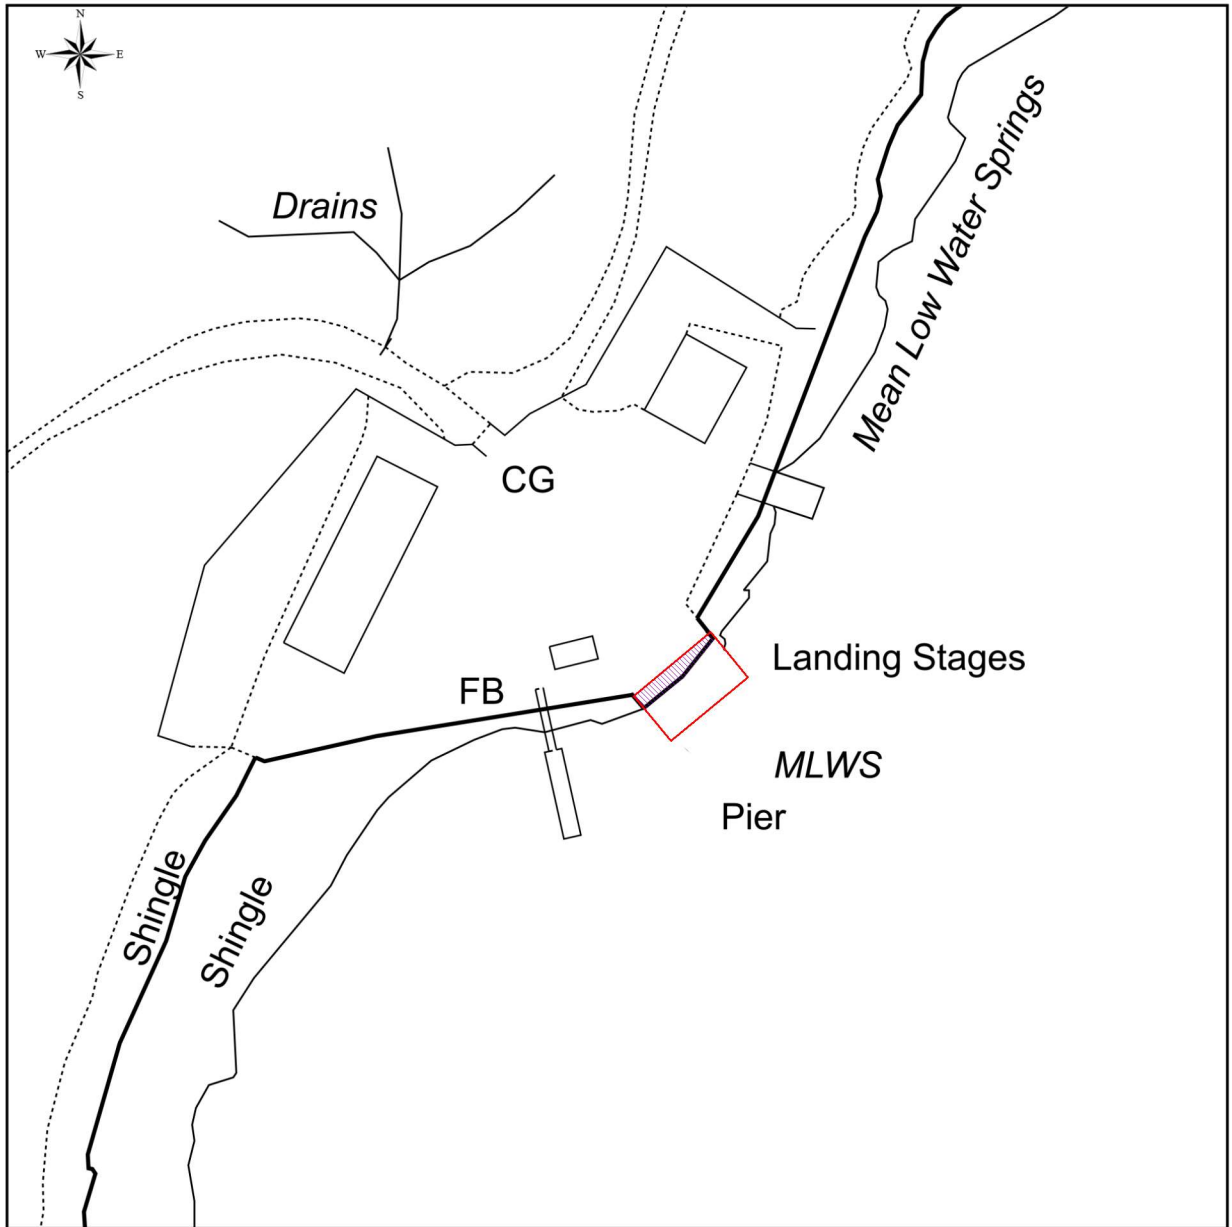 N
W E
S
Drains
Mean Low Water Springs
CG
Landing Stages
FB
MLWS
Pier
Shingle
Shingle